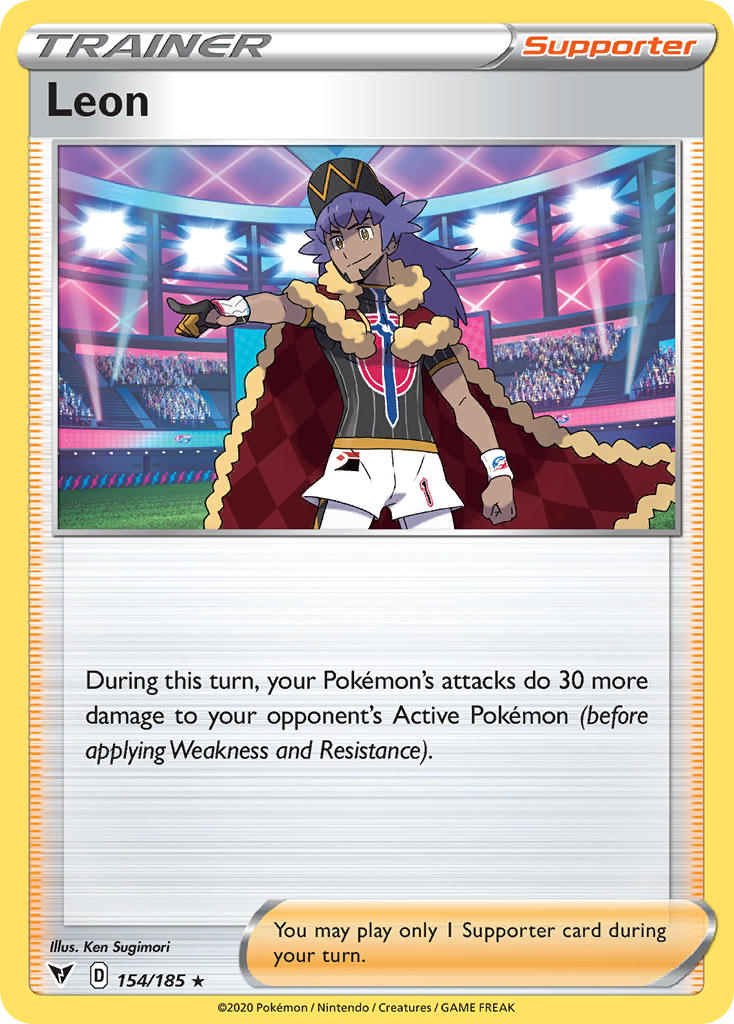 TRAINER Supporter
Leon
1
During this turn, your Pokémon's attacks do 30 more
damage to your opponent's Active Pokémon (before
applying Weakness and Resistance).
Illus. Ken Sugimori
You may play only 1 Supporter card during
your turn.
D 154/185 ★
©2020 Pokémon / Nintendo / Creatures / GAME FREAK